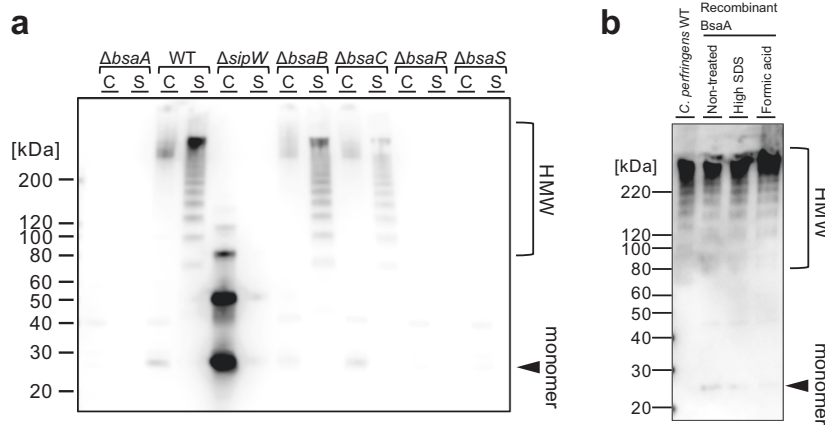 a
ΔbsaA WT ΔsipW ΔbsaB ΔbsaC ΔbsaR ΔbsaS
C S C S C S C S C S C S C S
[kDa]
200
120
100
80
60
50
40
30
20
HMW
monomer
b
Recombinant
BsaA
C. perfringens WT
Non-treated
High SDS
Formic acid
[kDa]
220
120
100
80
60
50
40
30
20
HMW
monomer